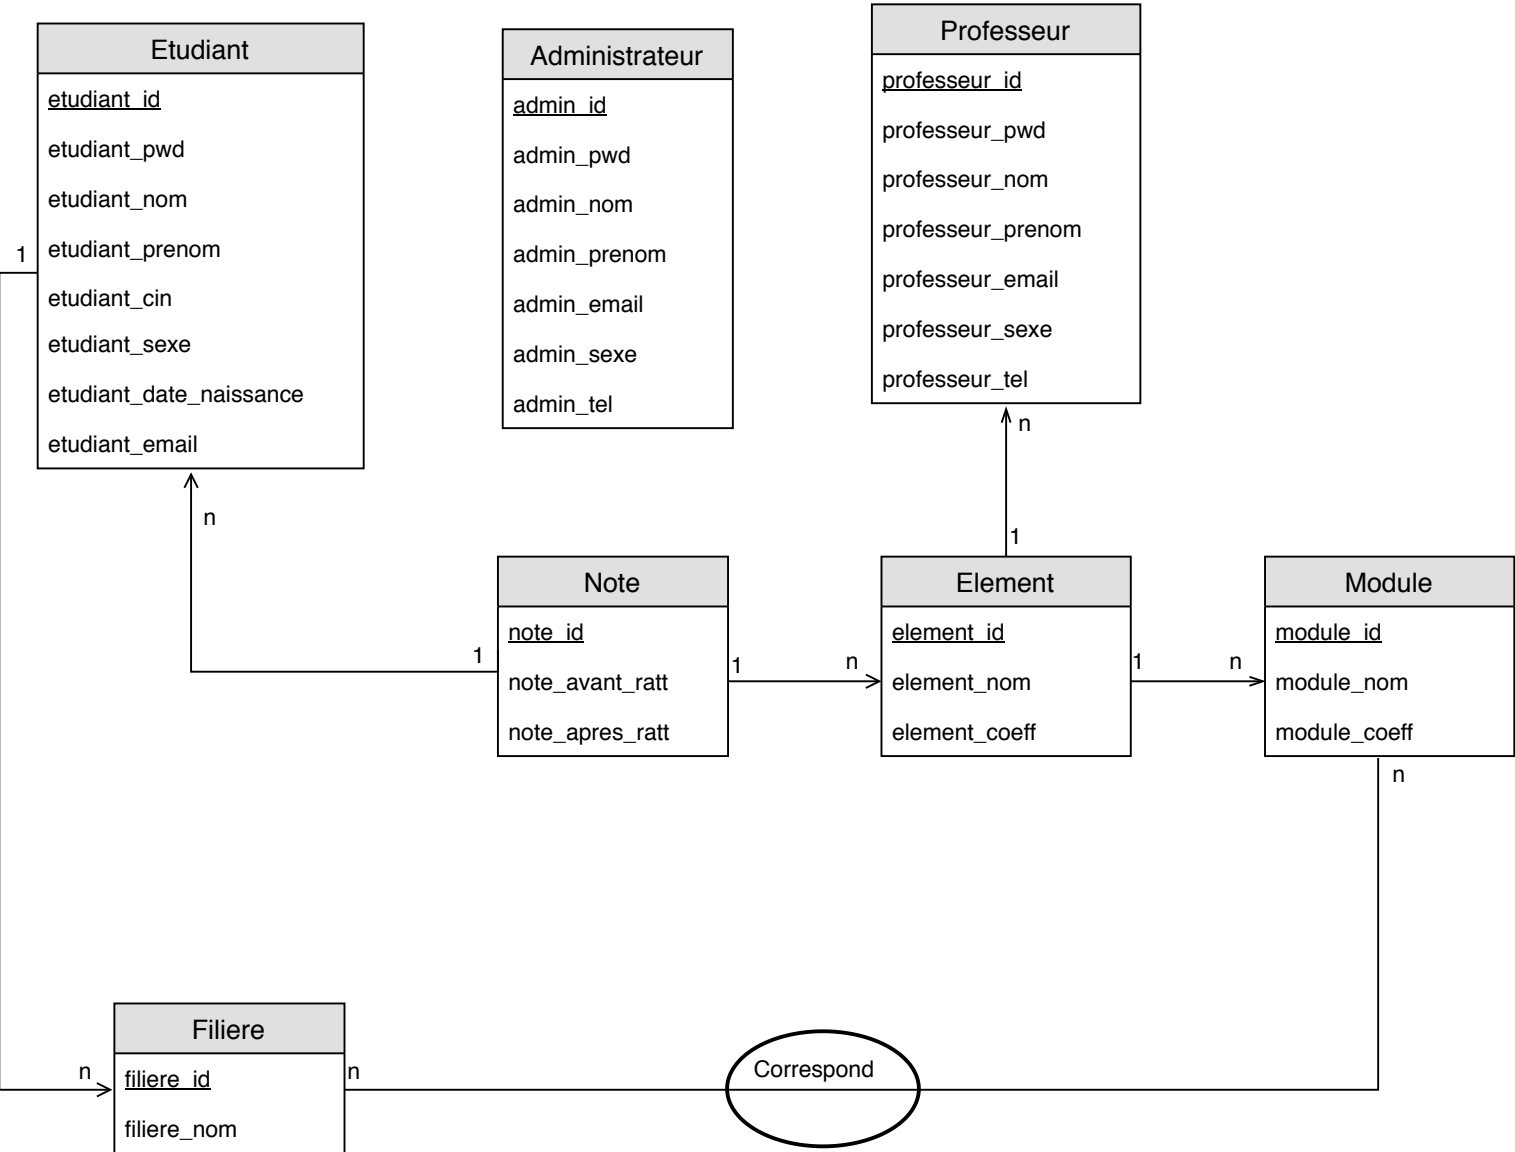 Etudiant
etudiant_id
etudiant_pwd
etudiant_nom
etudiant_prenom
etudiant_cin
etudiant_sexe
etudiant_date_naissance
etudiant_email
Administrateur
admin_id
admin_pwd
admin_nom
admin_prenom
admin_email
admin_sexe
admin_tel
Professeur
professeur_id
professeur_pwd
professeur_nom
professeur_prenom
professeur_email
professeur_sexe
professeur_tel
1
n
n
1
Note
note_id
note_avant_ratt
note_apres_ratt
1
1
n
Element
element_id
element_nom
element_coeff
1
n
Module
module_id
module_nom
module_coeff
n
n
Filiere
filiere_id
filiere_nom
n
Correspond